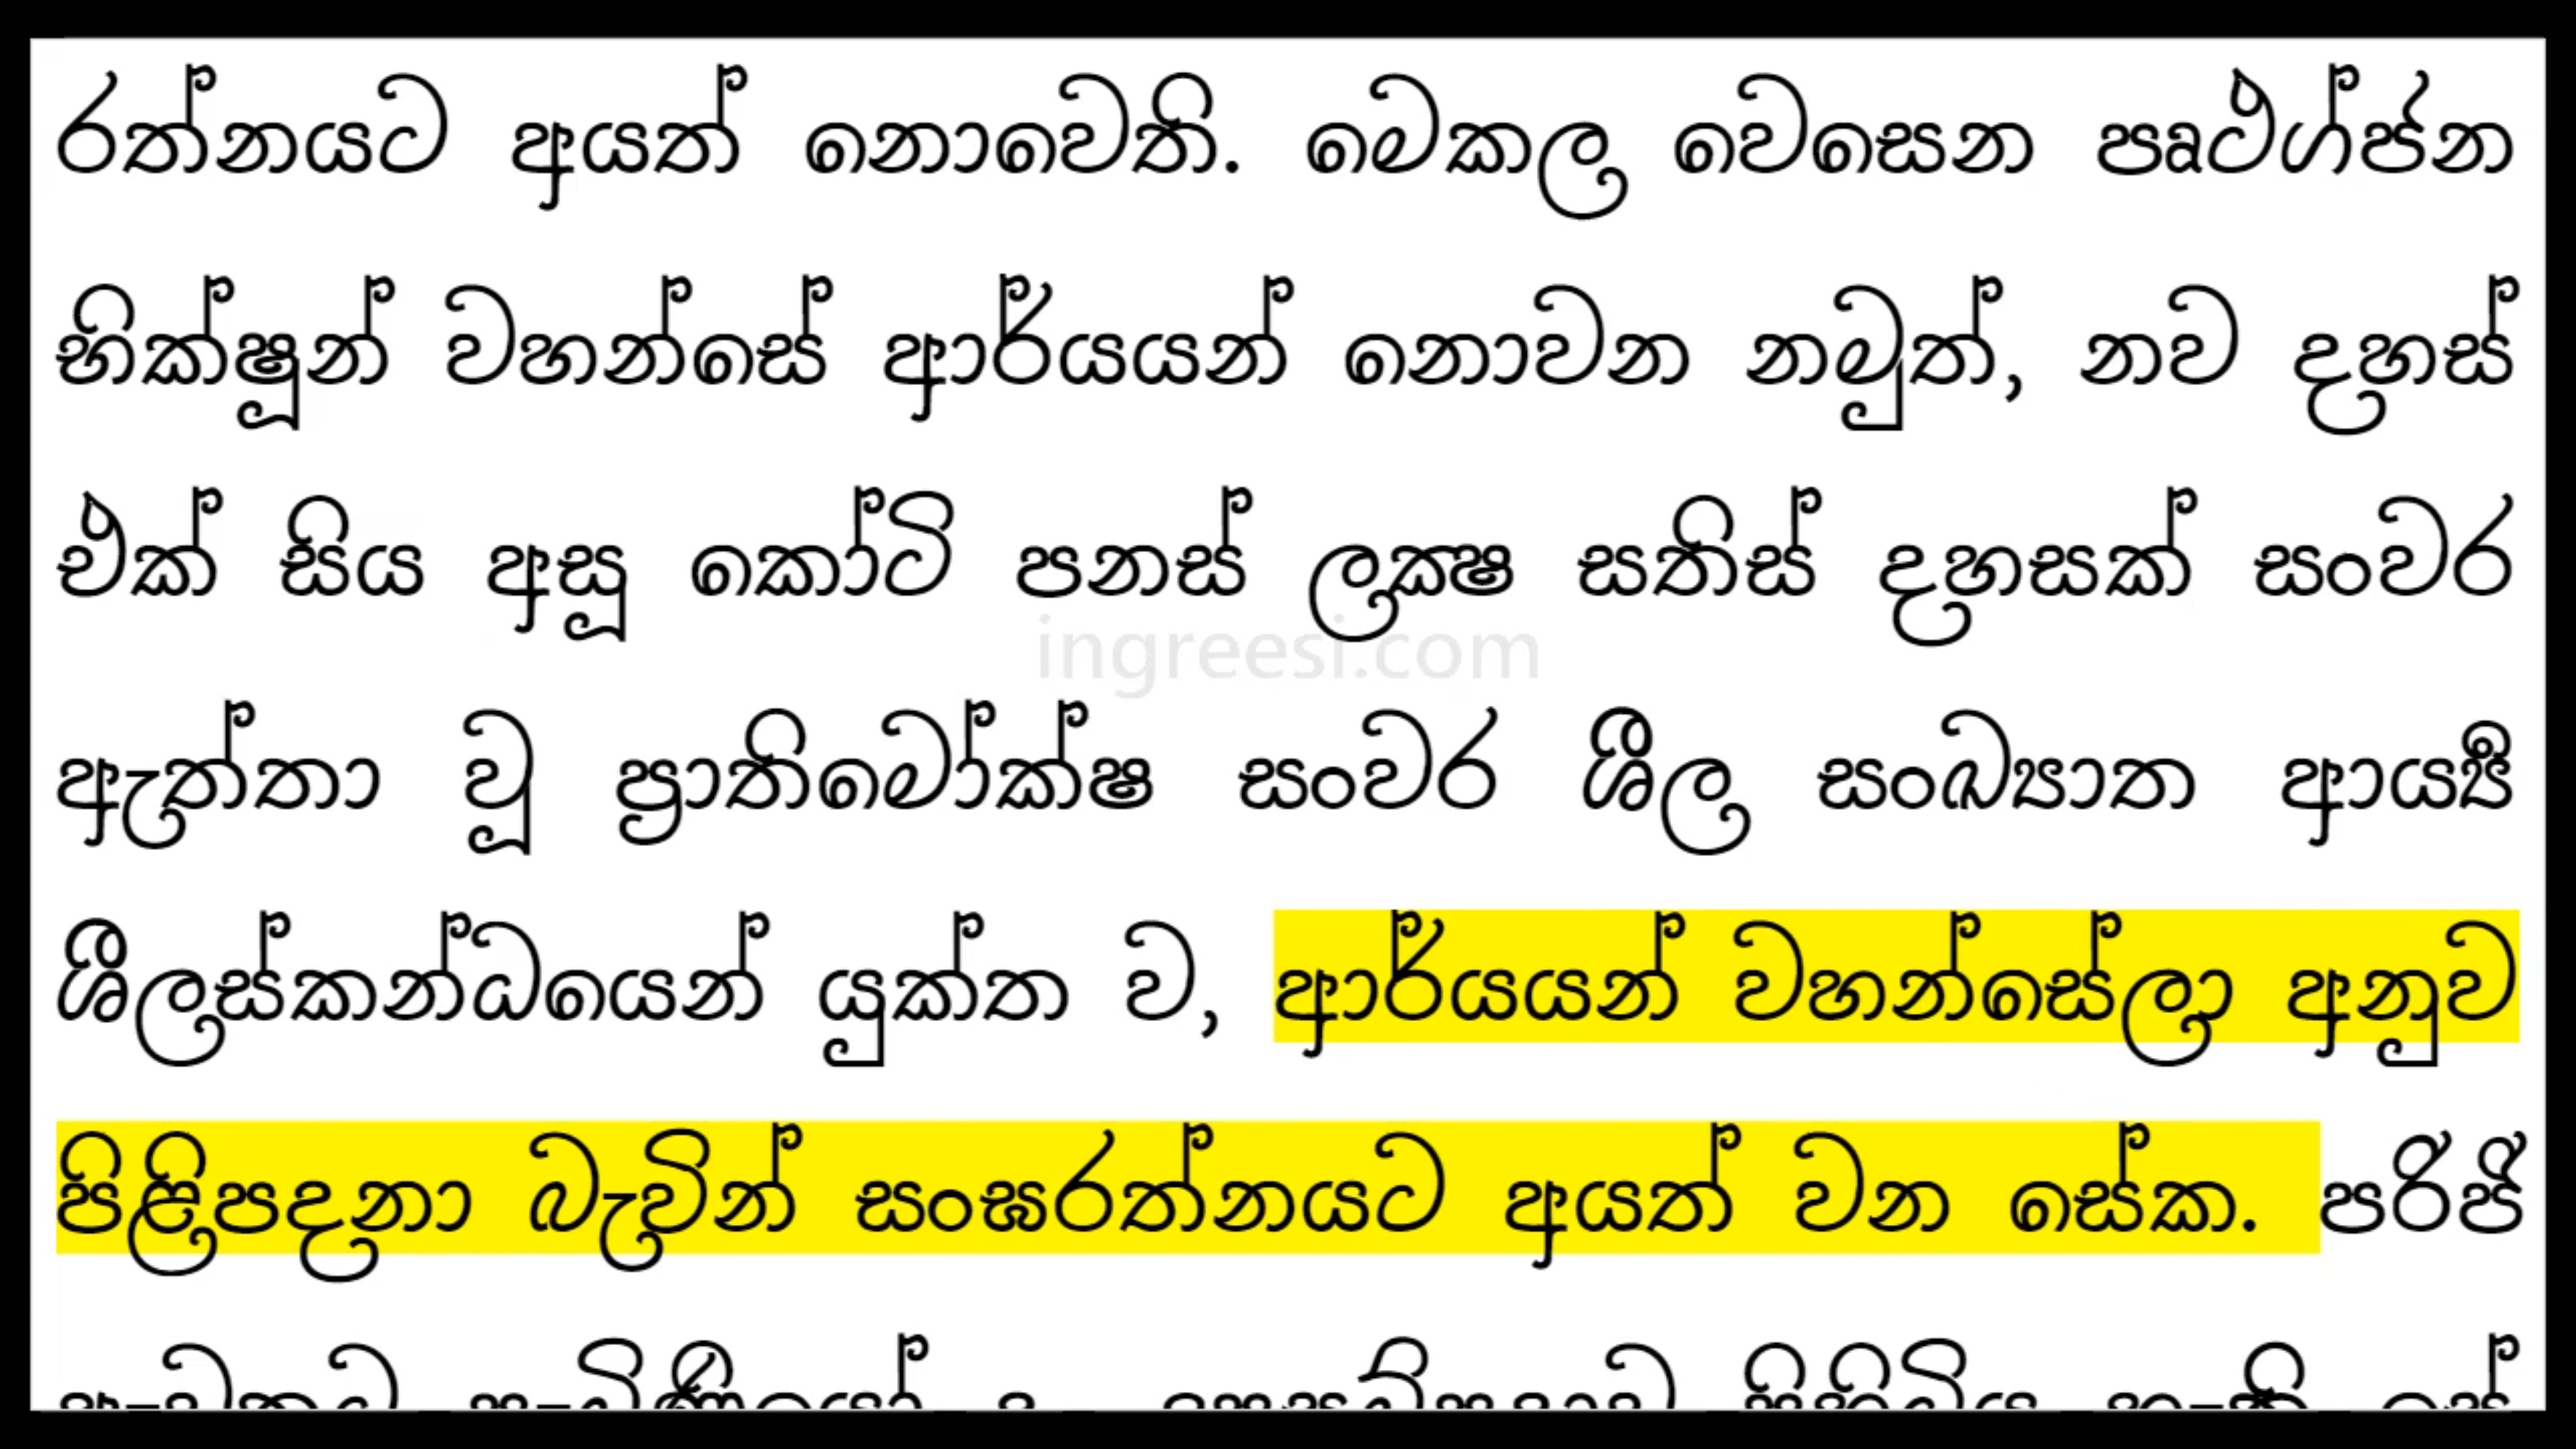 රත්නයට අයත් නොවෙති. මෙකල වෙසෙන පෘථග්ජන
භික්ෂූන් වහන්සේ ආර්යයන් නොවන නමුත්, නව දහස්
එක් සිය අසූ කෝටි පනස් ලක්‍ෂ සතිස් දහසක් සංවර
ingreesi.com
ඇත්තා වූ ප්‍රාතිමෝක්ෂ සංවර ශීල සංඛ්‍යාත ආර්‍ය්‍ය
ශීලස්කන්ධයෙන් යුක්ත ව, ආර්යයන් වහන්සේලා අනුව
පිළිපදනා බැවින් සංඝරත්නයට අයත් වන සේක. පරිජි